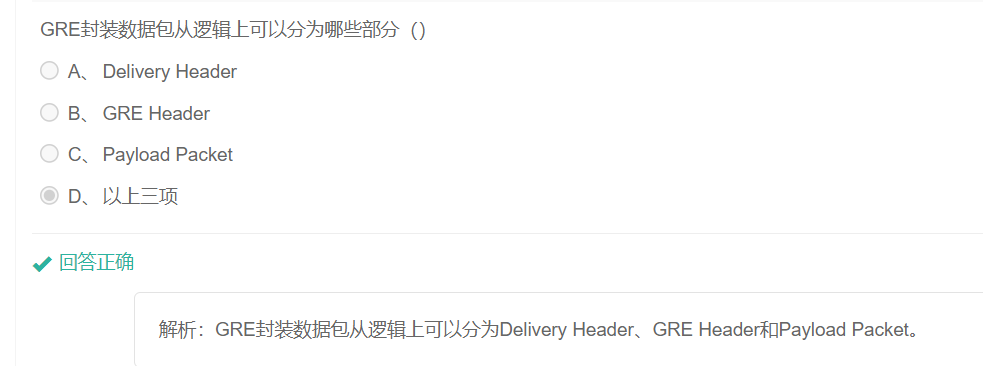 GRE封装数据包从逻辑上可以分为哪些部分（）
A、 Delivery Header
B、 GRE Header
C、 Payload Packet
D、 以上三项
回答正确
解析：GRE封装数据包从逻辑上可以分为Delivery Header、GRE Header和Payload Packet。